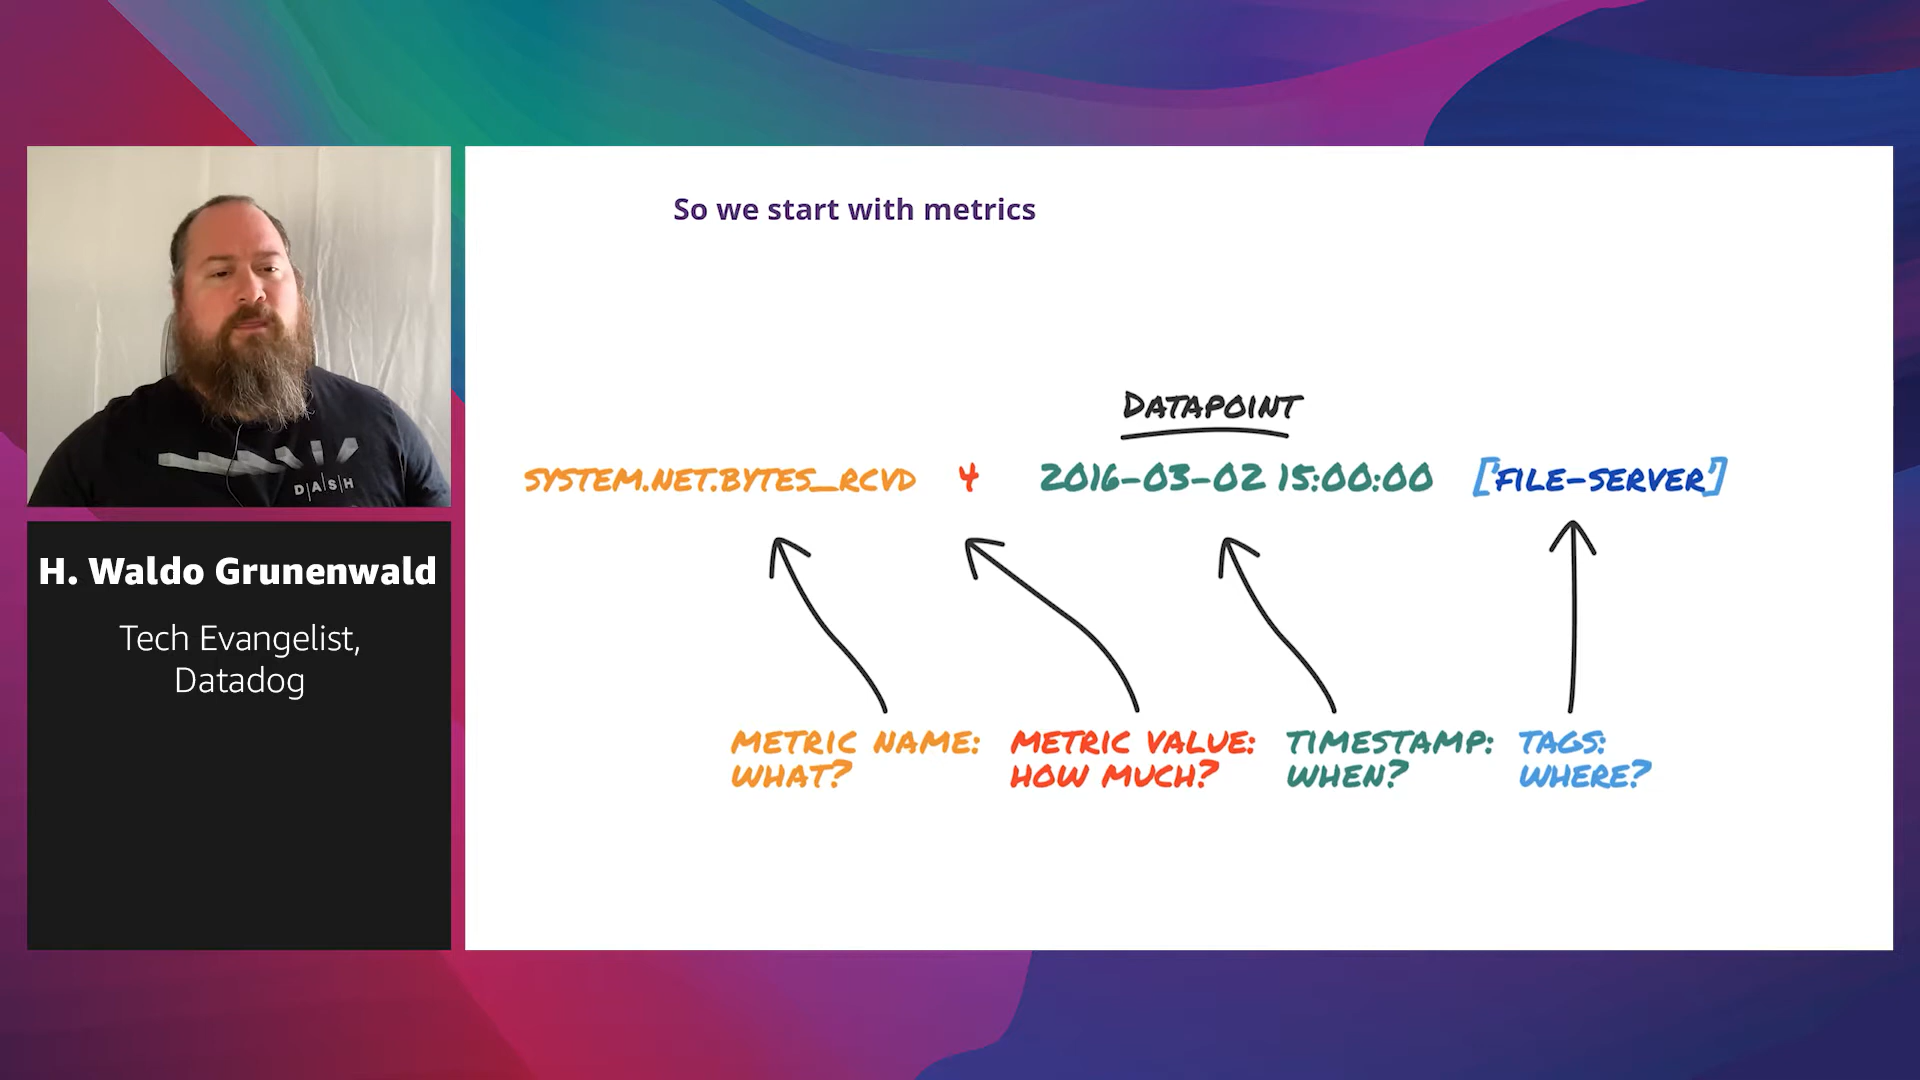 So we start with metrics
DATAPOINT
SYSTEM.NET.BYTES_RCVD 4 2016-03-02 15:00:00 ['FILE-SERVER']
METRIC NAME: WHAT?
METRIC VALUE: HOW MUCH?
TIMESTAMP: WHEN?
TAGS: WHERE?
D|A|S|H
H. Waldo Grunenwald
Tech Evangelist,
Datadog